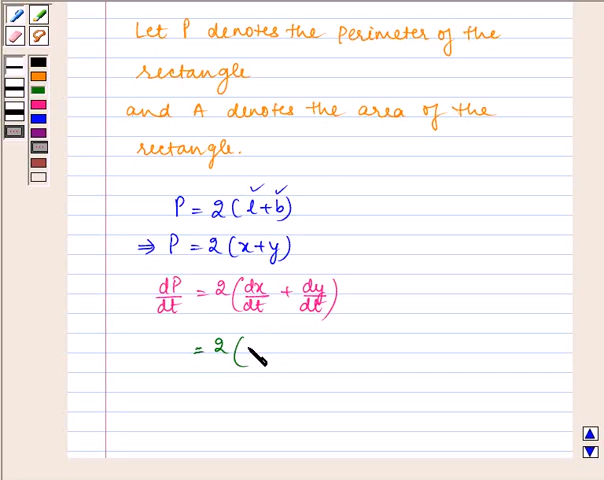 Let P denotes the perimeter of the
rectangle
and A denotes the area of the
rectangle.
P = 2 ( l + b )
⇒ P = 2 (x+y)
dP/dt = 2 ( dx/dt + dy/dt )
= 2 (